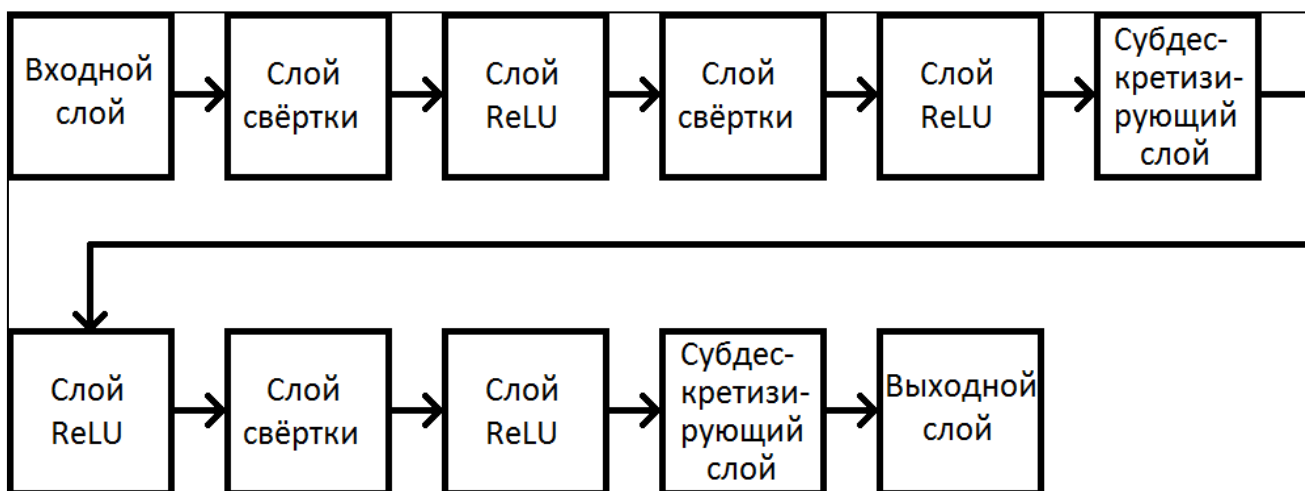 Входной
слой
Слой
свёртки
Слой
ReLU
Слой
свёртки
Слой
ReLU
Субдес-
кретизи-
рующий
слой
Слой
ReLU
Слой
свёртки
Слой
ReLU
Субдес-
кретизи-
рующий
слой
Выходной
слой